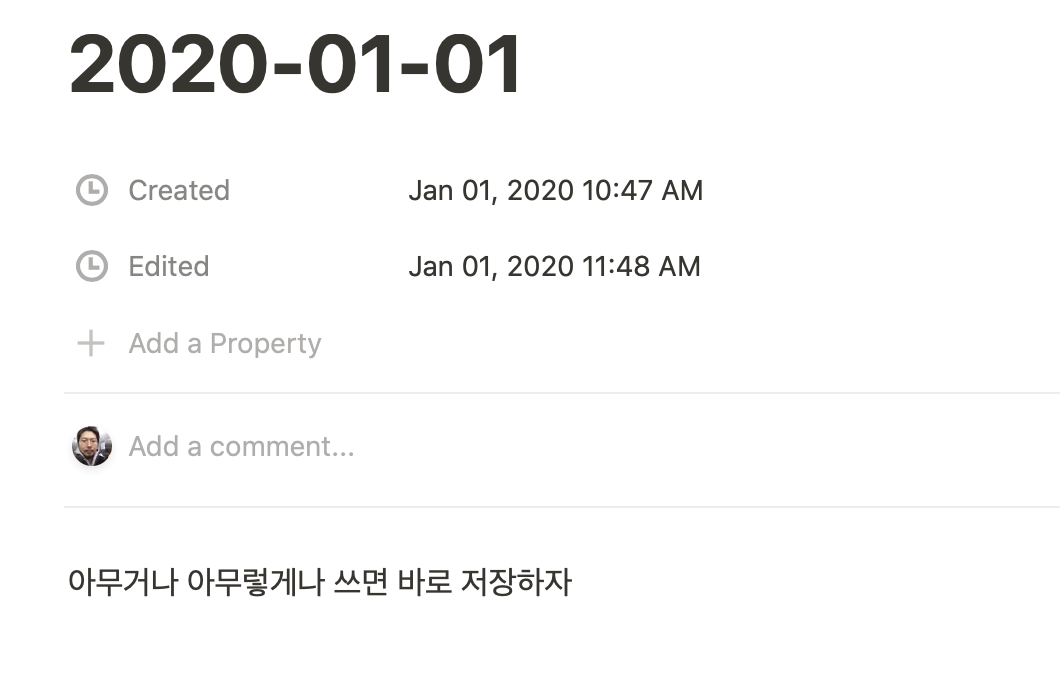 2020-01-01
Created Jan 01, 2020 10:47 AM
Edited Jan 01, 2020 11:48 AM
Add a Property
Add a comment...
아무거나 아무렇게나 쓰면 바로 저장하자